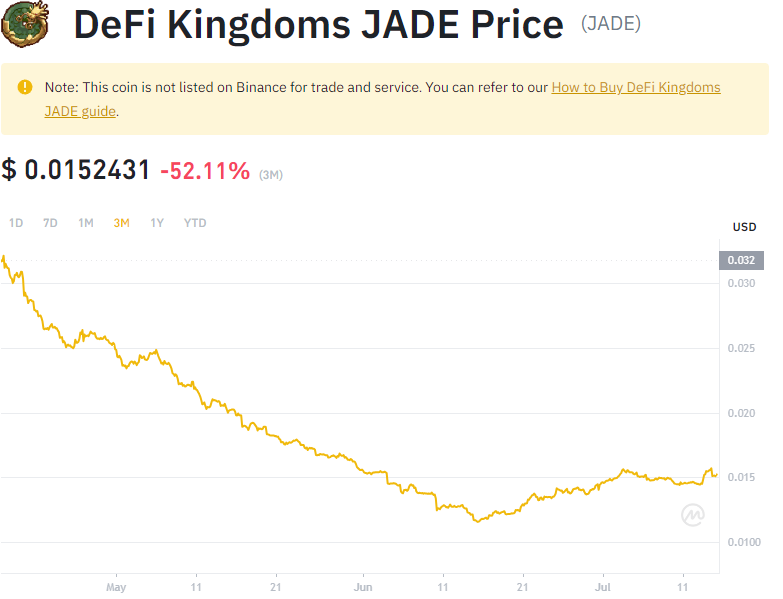 DeFi Kingdoms JADE Price (JADE)
Note: This coin is not listed on Binance for trade and service. You can refer to our How to Buy DeFi Kingdoms
JADE guide.
$ 0.0152431 -52.11% (3M)
1D 7D 1M 3M 1Y YTD
USD
0.032
0.030
0.025
0.020
0.015
0.0100
May 11 21 Jun 11 21 Jul 11